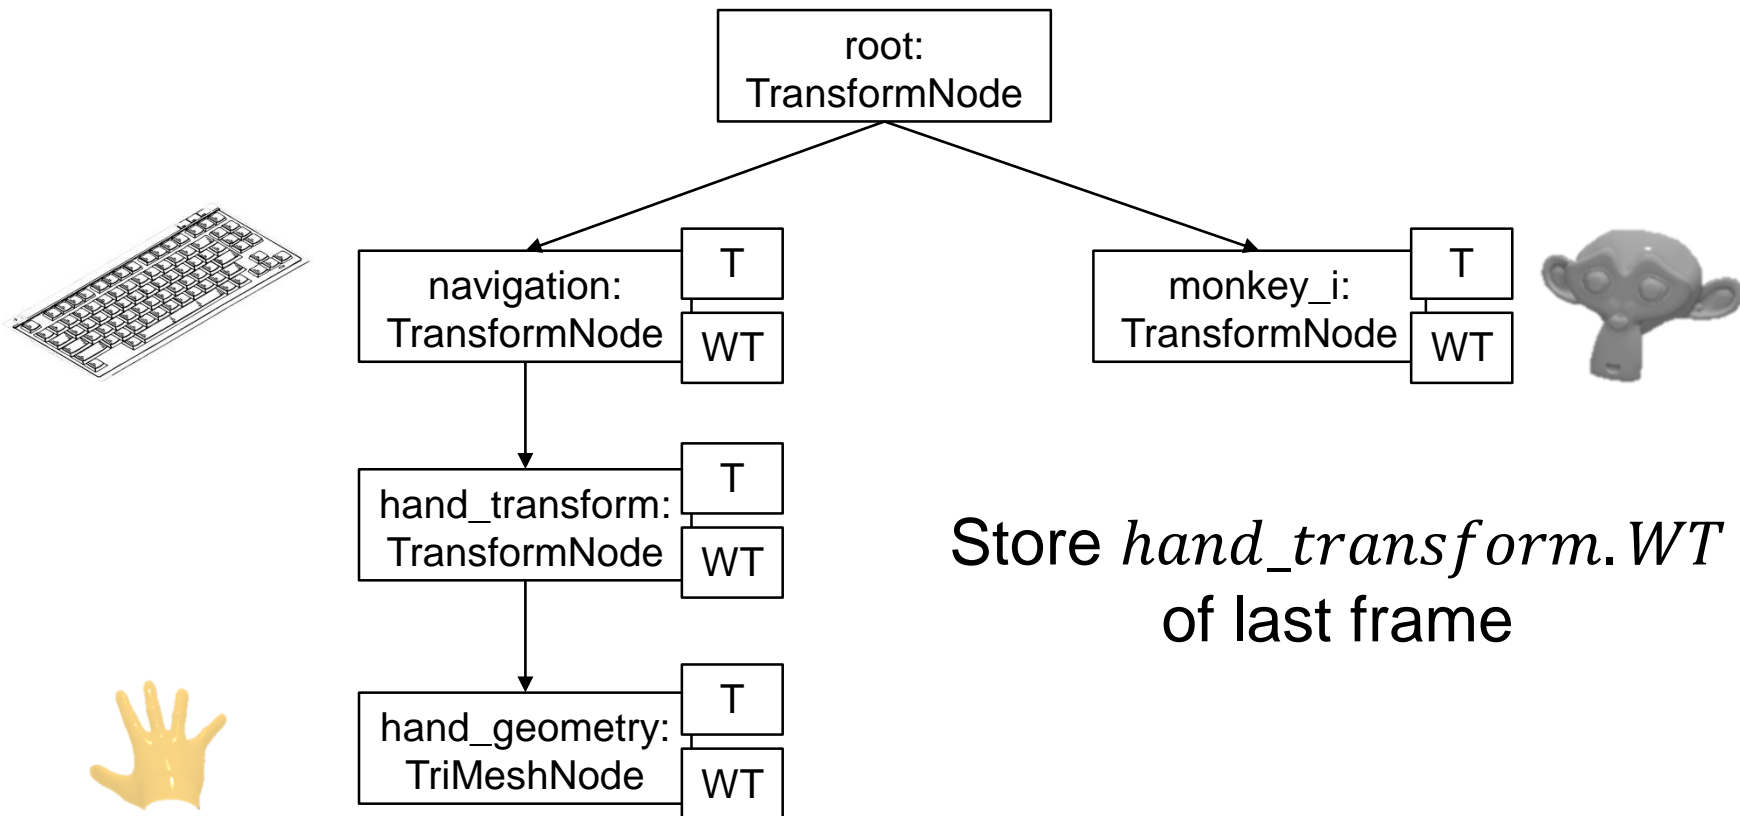 root:
TransformNode
navigation:
TransformNode
T
WT
monkey_i:
TransformNode
T
WT
hand_transform:
TransformNode
T
WT
Store hand_transform.WT
of last frame
hand_geometry:
TriMeshNode
T
WT